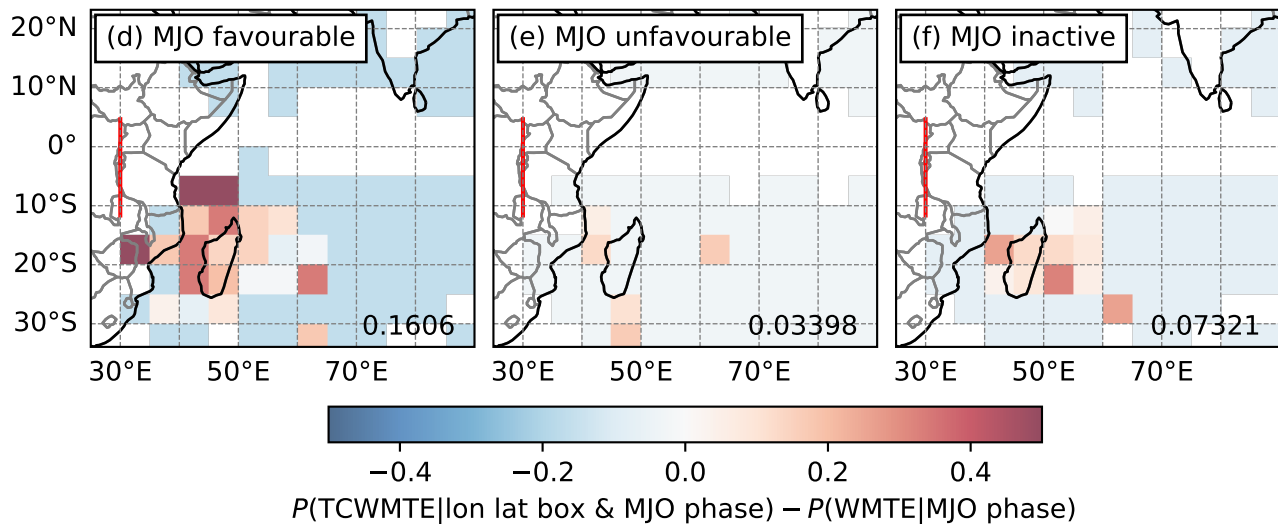 (d) MJO favourable
(e) MJO unfavourable
(f) MJO inactive
20°N
10°N
0°
10°S
20°S
30°S
0.1606
0.03398
0.07321
30°E 50°E 70°E
30°E 50°E 70°E
30°E 50°E 70°E
−0.4 −0.2 0.0 0.2 0.4
P(TCWMTE|lon lat box & MJO phase) − P(WMTE|MJO phase)